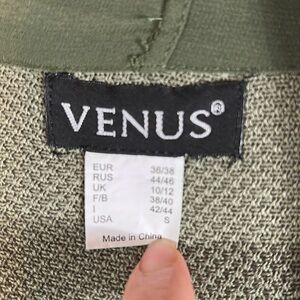 VENUS®
EUR 36/38
RUS 44/46
UK 10/12
F/B 38/40
I 42/44
USA S
Made in China